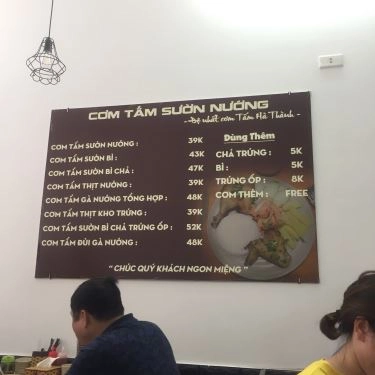 CƠM TẤM SƯỜN NƯỚNG
-Đệ nhất cơm Tấm Hà Thành-
CƠM TẤM SƯỜN NƯỚNG : 39K
CƠM TẤM SƯỜN BÌ : 43K
CƠM TẤM SƯỜN BÌ CHẢ : 47K
CƠM TẤM THỊT NƯỚNG : 39K
CƠM TẤM GÀ NƯỚNG TỔNG HỢP : 48K
CƠM TẤM THỊT KHO TRỨNG : 39K
CƠM TẤM SƯỜN BÌ CHẢ TRỨNG ỐP : 52K
CƠM TẤM ĐÙI GÀ NƯỚNG : 48K
Dùng Thêm
CHẢ TRỨNG : 5K
BÌ : 5K
TRỨNG ỐP : 8K
CƠM THÊM : FREE
“ CHÚC QUÝ KHÁCH NGON MIỆNG ”